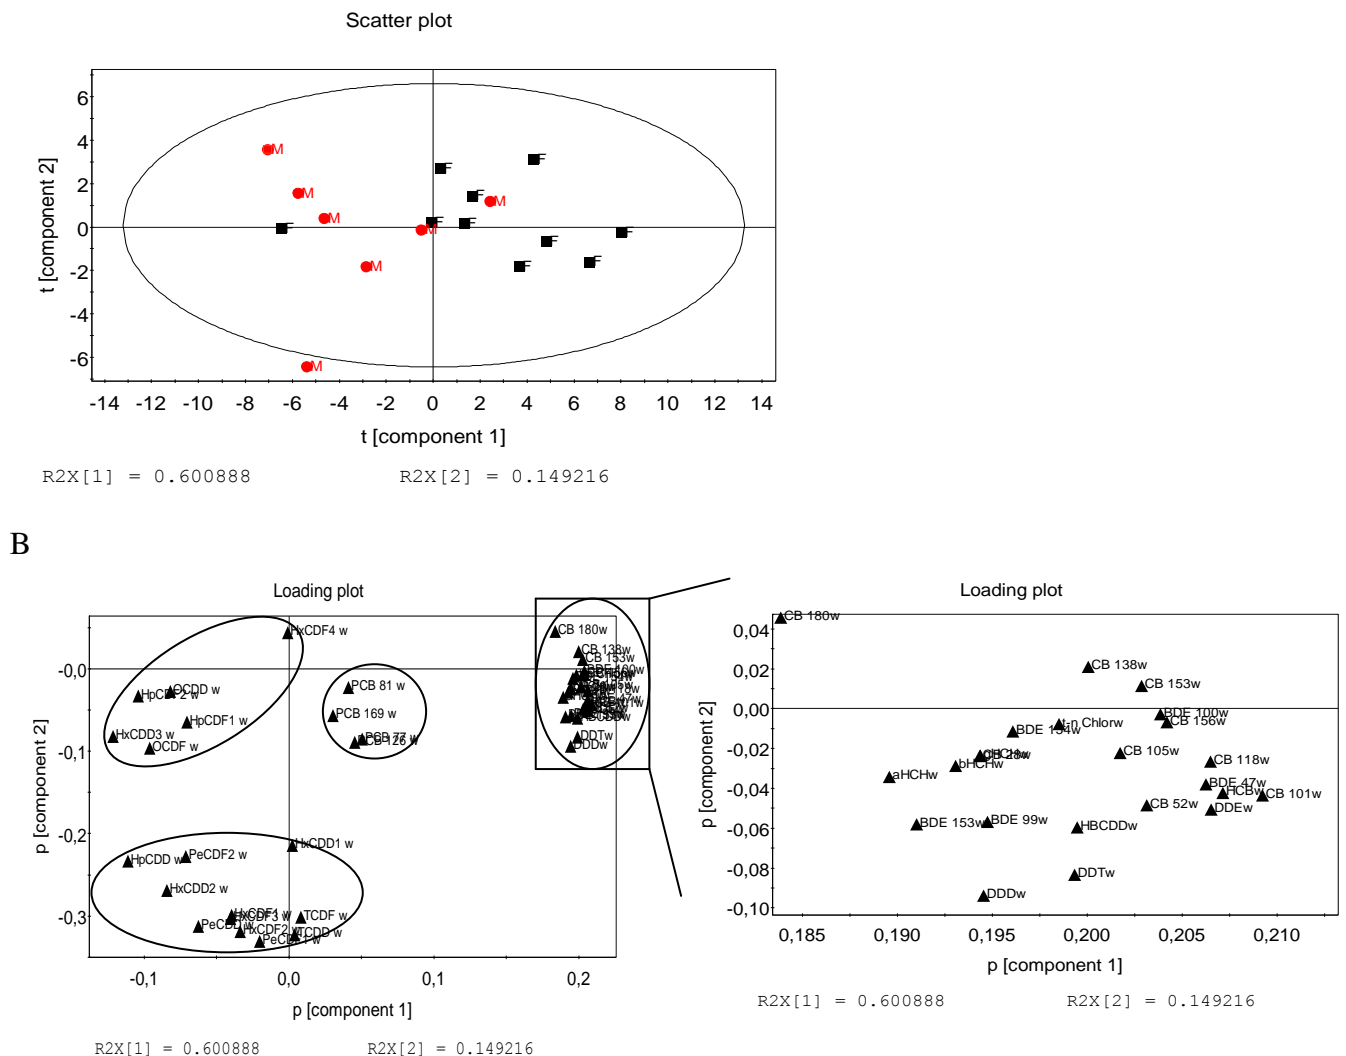 Scatter plot
t [component 2]
6
4
2
0
-2
-4
-6
M
M
M
M
M
M
M
F
F
F
F
F
F
F
F
F
F
-14 -12 -10 -8 -6 -4 -2 0 2 4 6 8 10 12 14
t [component 1]
R2X[1] = 0.600888 R2X[2] = 0.149216
B
Loading plot
p [component 2]
-0,0
-0,1
-0,2
-0,3
HxCDF4 w
OCDD w
HpCDF1 w
HxCDD3 w
OCDF w
PCB 81 w
PCB 169 w
PCB 77 w
CB 180w
CB 138w
CB 153w
DDTw
DDDw
HxCDD1 w
HpCDD w
PeCDF2 w
HxCDD2 w
HxCDF1 w
HxCDF3 w
TCDF w
PeCDD w
HxCDF2 w
TCDD w
-0,1 0,0 0,1 0,2
p [component 1]
R2X[1] = 0.600888 R2X[2] = 0.149216
Loading plot
p [component 2]
0,04
0,02
0,00
-0,02
-0,04
-0,06
-0,08
-0,10
CB 180w
CB 138w
CB 153w
BDE 100w
CB 156w
t-n Chlorw
BDE 154w
CB 105w
CB 28w
bHCHw
aHCHw
CB 118w
BDE 47w
HCBw
CB 101w
CB 52w
DDEw
BDE 153w
BDE 99w
HBCDDw
DDTw
DDDw
0,185 0,190 0,195 0,200 0,205 0,210
p [component 1]
R2X[1] = 0.600888 R2X[2] = 0.149216